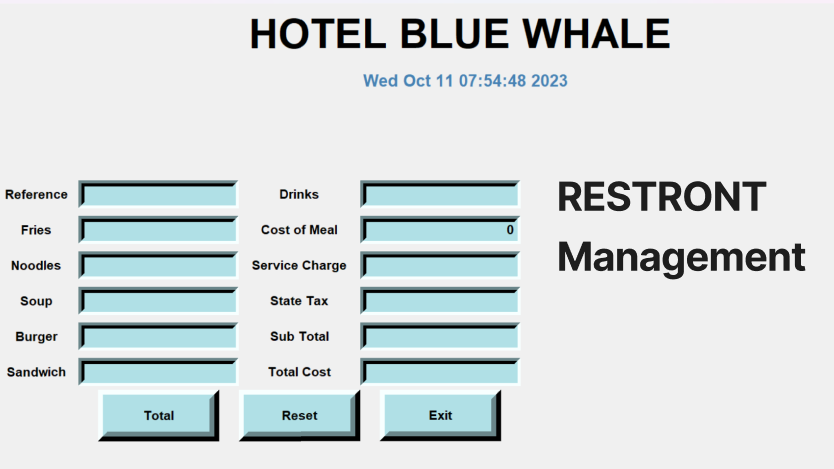 HOTEL BLUE WHALE
Wed Oct 11 07:54:48 2023
Reference
Drinks
Fries
Cost of Meal
0
Noodles
Service Charge
Soup
State Tax
Burger
Sub Total
Sandwich
Total Cost
Total
Reset
Exit
RESTRONT
Management